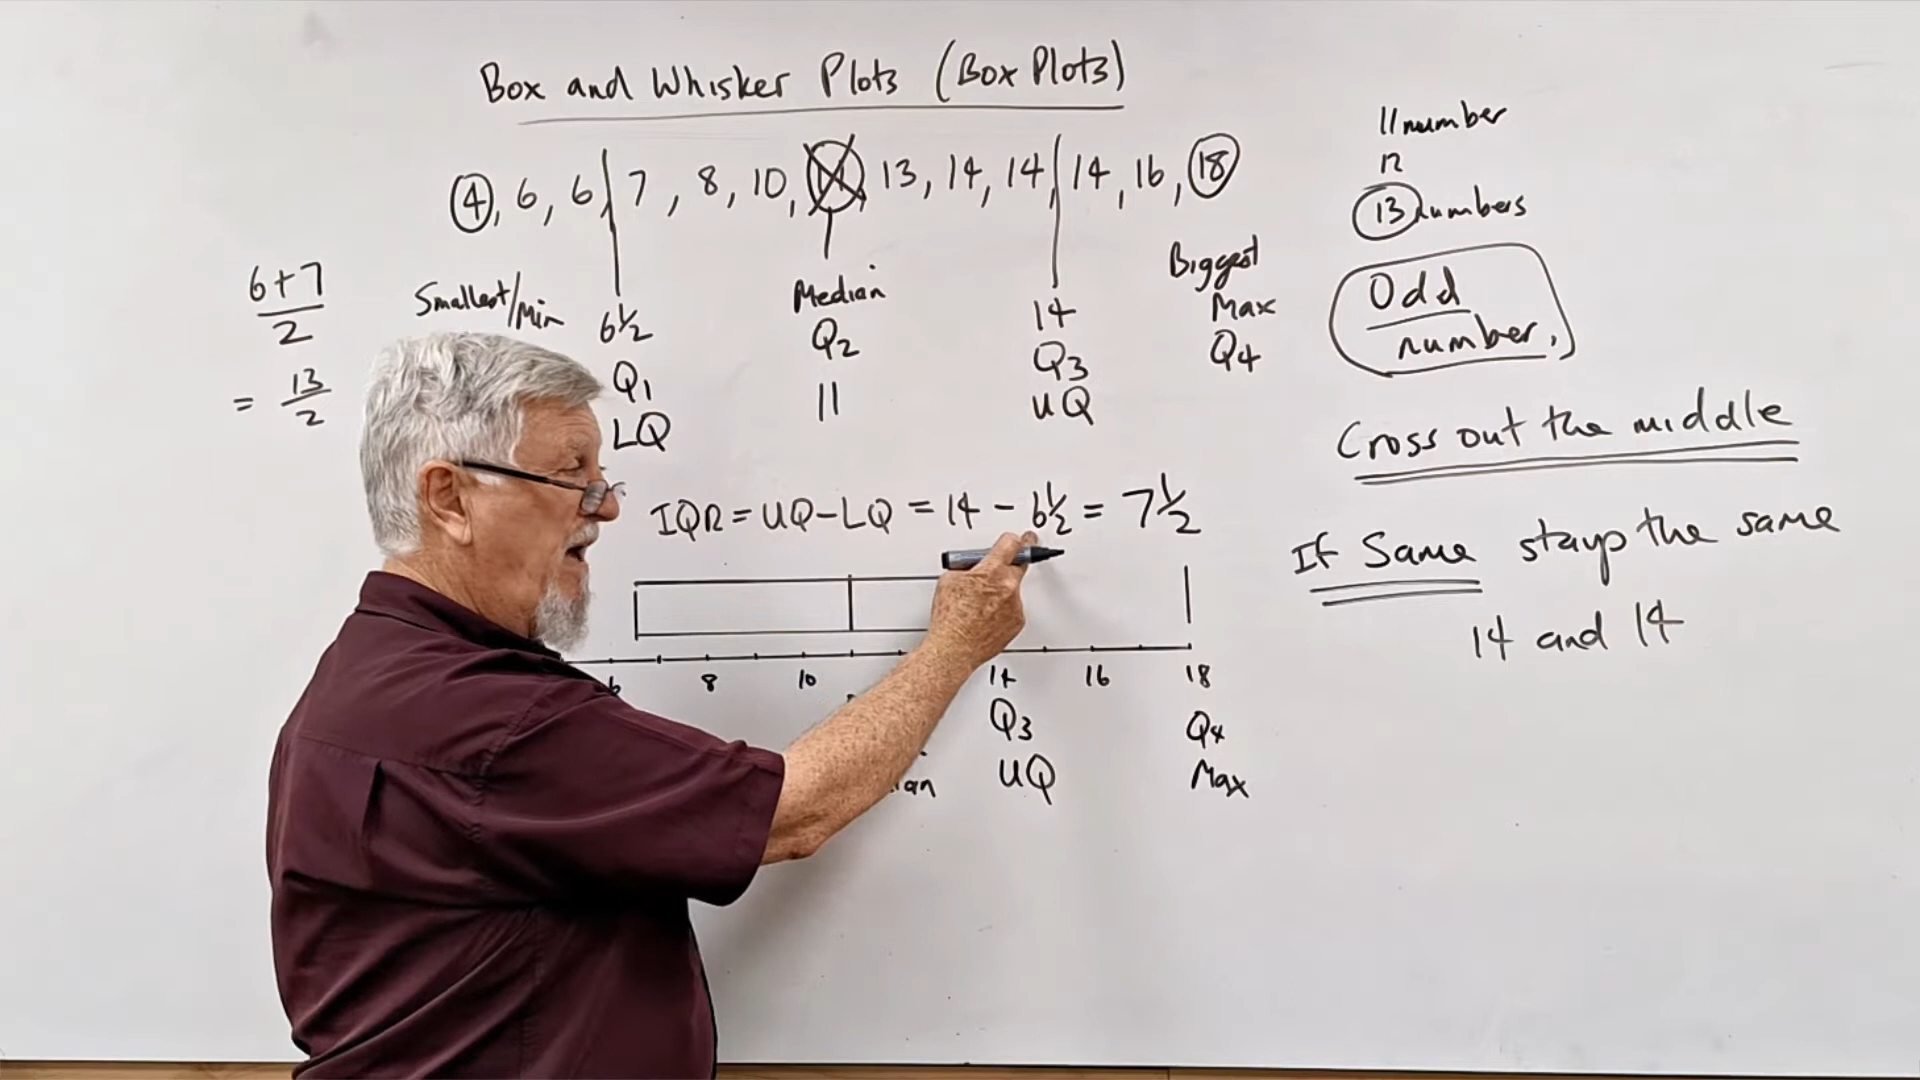 Box and Whisker Plots (Box Plots)
4, 6, 6, 7, 8, 10, 11, 13, 14, 14, 14, 16, 18
6+7
2
= 13
2
Smallest/Min
6½
Q1
LQ
Median
Q2
11
14
Q3
UQ
Biggest
Max
Q4
IQR = UQ-LQ = 14 - 6½ = 7½
6 8 10 14 16 18
Q3
UQ
Q4
Max
11 number
13 numbers
Odd
number.
Cross out the middle
If Same stays the same
14 and 14